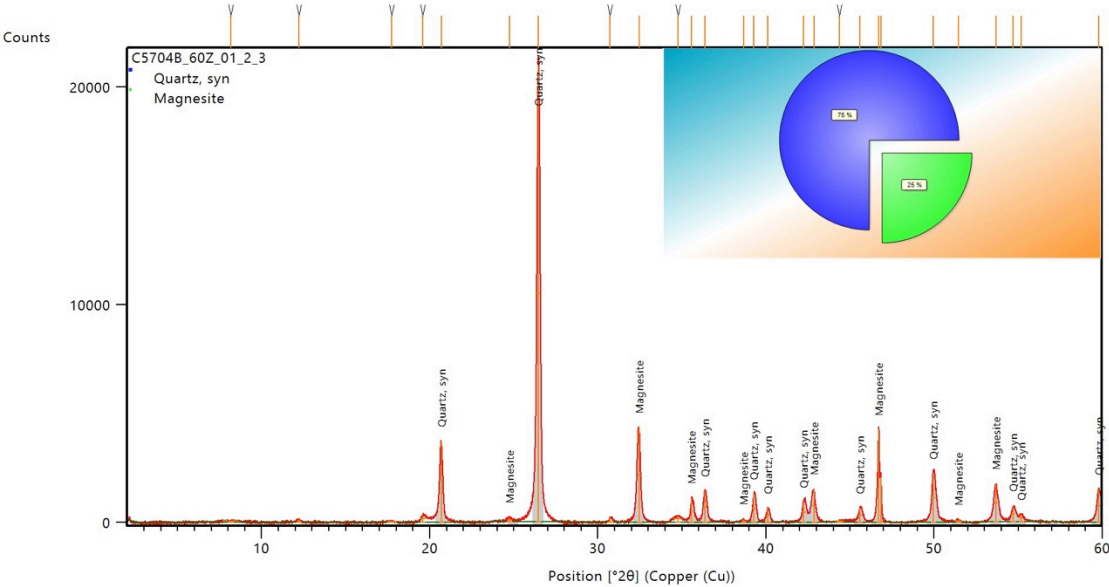 Counts
C5704B_60Z_01_2_3
Quartz, syn
Magnesite
75 %
25 %
20000
10000
0
Quartz, syn
Magnesite
Quartz, syn
Magnesite
Magnesite
Quartz, syn
Magnesite
Quartz, syn
Quartz, syn
Quartz, syn
Magnesite
Quartz, syn
Magnesite
Quartz, syn
Magnesite
Magnesite
Quartz, syn
Quartz, syn
Quartz, syn
10
20
30
40
50
60
Position [°2θ] (Copper (Cu))